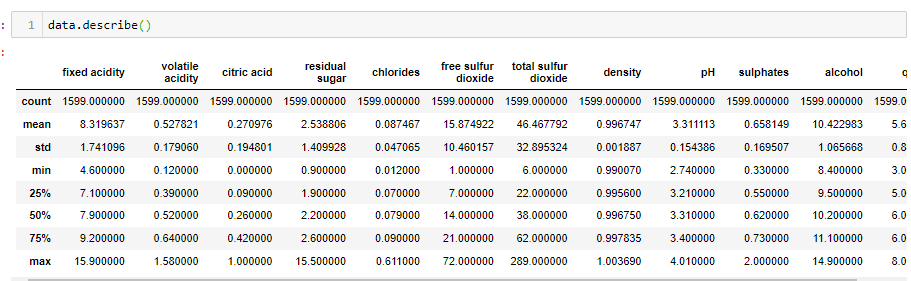 1 data.describe()
fixed acidity volatile acidity citric acid residual sugar chlorides free sulfur dioxide total sulfur dioxide density pH sulphates alcohol q
count 1599.000000 1599.000000 1599.000000 1599.000000 1599.000000 1599.000000 1599.000000 1599.000000 1599.000000 1599.000000 1599.000000 1599.0
mean 8.319637 0.527821 0.270976 2.538806 0.087467 15.874922 46.467792 0.996747 3.311113 0.658149 10.422983 5.6
std 1.741096 0.179060 0.194801 1.409928 0.047065 10.460157 32.895324 0.001887 0.154386 0.169507 1.065668 0.8
min 4.600000 0.120000 0.000000 0.900000 0.012000 1.000000 6.000000 0.990070 2.740000 0.330000 8.400000 3.0
25% 7.100000 0.390000 0.090000 1.900000 0.070000 7.000000 22.000000 0.995600 3.210000 0.550000 9.500000 5.0
50% 7.900000 0.520000 0.260000 2.200000 0.079000 14.000000 38.000000 0.996750 3.310000 0.620000 10.200000 6.0
75% 9.200000 0.640000 0.420000 2.600000 0.090000 21.000000 62.000000 0.997835 3.400000 0.730000 11.100000 6.0
max 15.900000 1.580000 1.000000 15.500000 0.611000 72.000000 289.000000 1.003690 4.010000 2.000000 14.900000 8.0